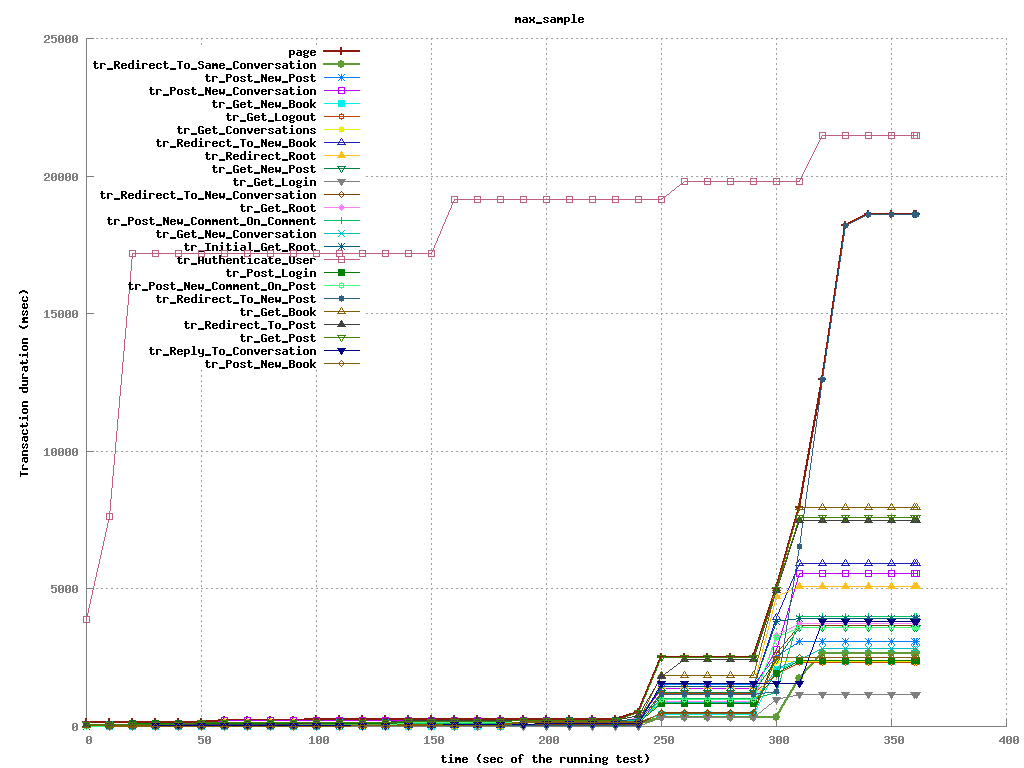 max_sample
25000
20000
15000
10000
5000
0
Transaction duration (msec)
page
tr_Redirect_To_Same_Conversation
tr_Post_New_Post
tr_Post_New_Conversation
tr_Get_New_Book
tr_Get_Logout
tr_Get_Conversations
tr_Redirect_To_New_Book
tr_Redirect_Root
tr_Get_New_Post
tr_Get_Login
tr_Redirect_To_New_Conversation
tr_Get_Root
tr_Post_New_Comment_On_Comment
tr_Get_New_Conversation
tr_Initial_Get_Root
tr_Authenticate_User
tr_Post_Login
tr_Post_New_Comment_On_Post
tr_Redirect_To_New_Post
tr_Get_Book
tr_Redirect_To_Post
tr_Get_Post
tr_Reply_To_Conversation
tr_Post_New_Book
0 50 100 150 200 250 300 350 400
time (sec of the running test)